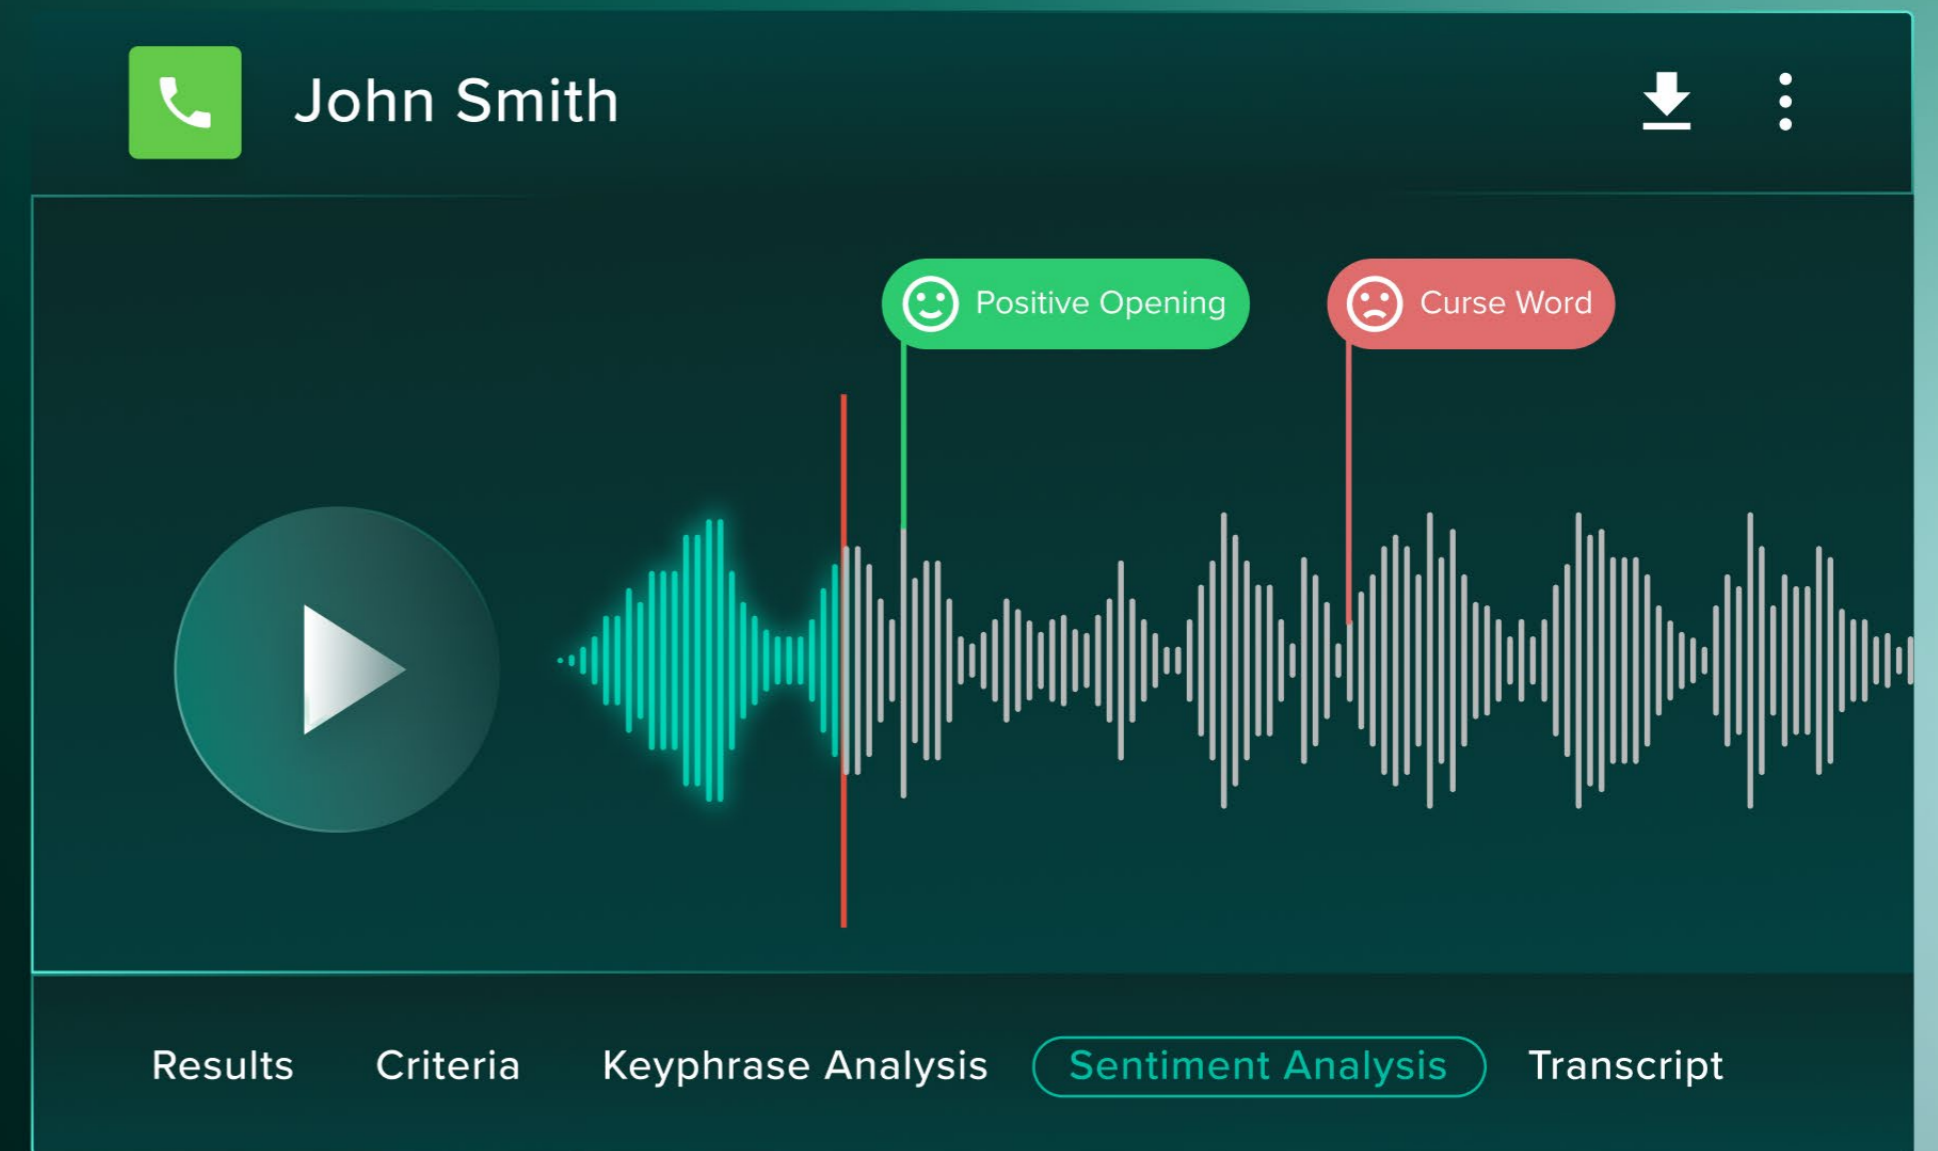 John Smith
Positive Opening
Curse Word
Results
Criteria
Keyphrase Analysis
Sentiment Analysis
Transcript